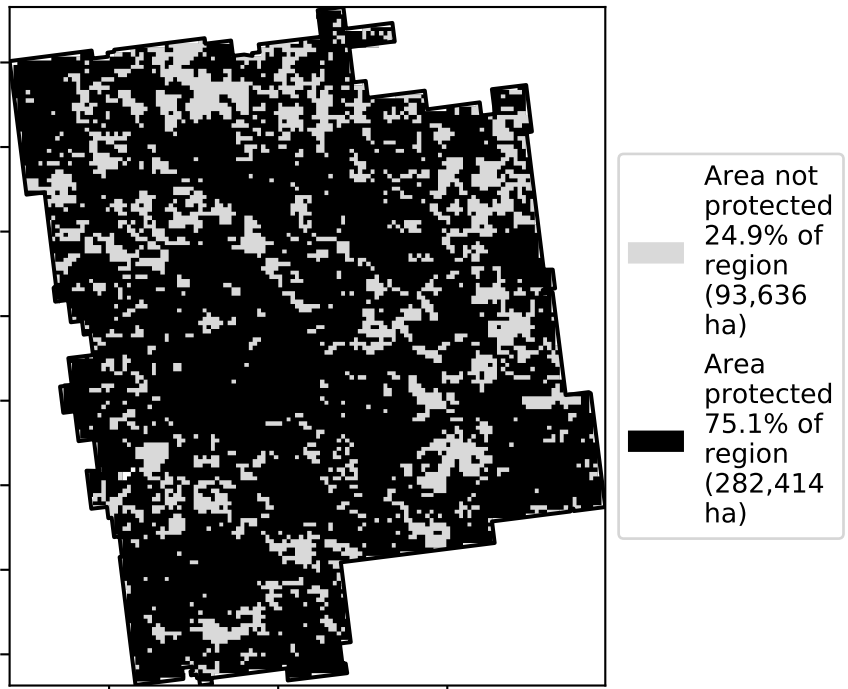 Area not
protected
24.9% of
region
(93,636
ha)
Area
protected
75.1% of
region
(282,414
ha)